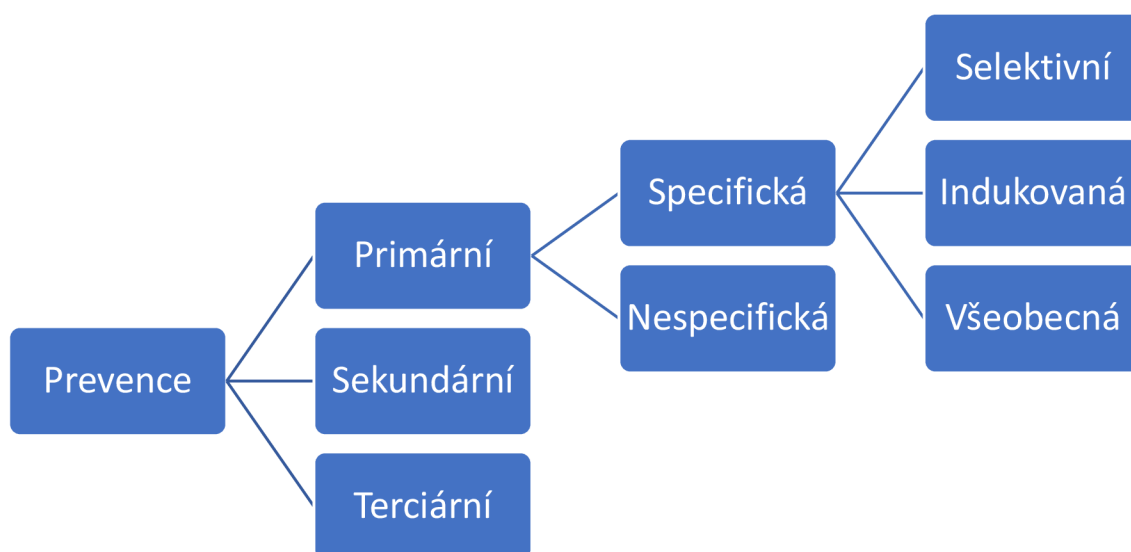 Prevence
Primární
Sekundární
Terciární
Specifická
Nespecifická
Selektivní
Indukovaná
Všeobecná